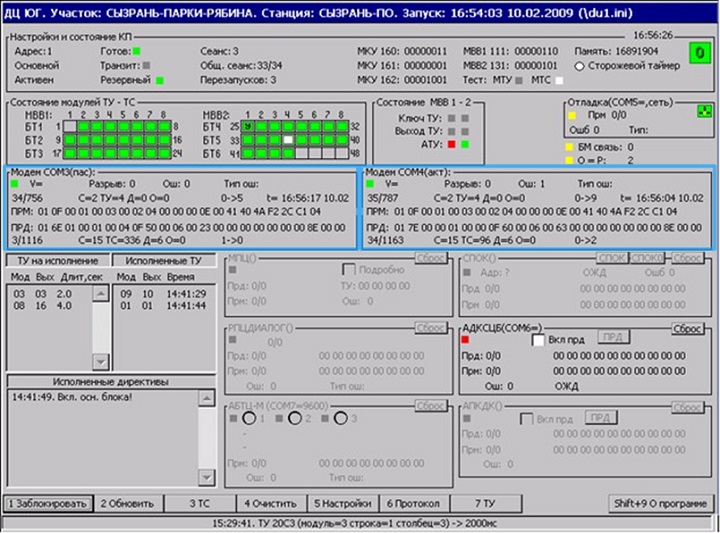 ДЦ ЮГ. Участок: СЫЗРАНЬ-ПАРКИ-РЯБИНА. Станция: СЫЗРАНЬ-ПО. Запуск: 16:54:03 10.02.2009 (\du1.ini)
Настройки и состояние КП 16:56:26
Адрес: 1 Готов: Сеанс: 3 МКУ 160: 00000011 МВВ1 111: 00000110 Память: 16891904 0
Основной Транзит: Общ. сеанс: 33/34 МКУ 161: 00000001 МВВ2 131: 00000101 Сторожевой таймер
Активен Резервный Перезапусков: 3 МКУ 162: 00001001 Тест: МТУ МТС
Состояние модулей ТУ - ТС
МВВ1: 1 2 3 4 5 6 7 8 МВВ2: 1 2 3 4 5 6 7 8
БТ1 1 8 БТ4 25 32
БТ2 9 16 БТ5 33 40
БТ3 17 24 БТ6 41 48
Состояние МВВ 1 - 2
Ключ ТУ:
Выход ТУ:
АТУ:
Отладка(COM5=,сеть)
Прм 0/0
Ошб 0 Тип:
БМ связь: 0
О = Р: 2
Модем COM3(пас):
V= Разрыв: 0 Ош: 0 Тип ош:
34/756 С=2 ТУ=4 Д=0 О=0 0->5 t= 16:56:17 10.02
ПРМ: 01 0F 00 01 03 00 02 04 00 00 00 0E 00 41 40 4A F2 2C C1 04
ПРД: 01 6E 01 00 01 00 04 0F 50 00 06 00 23 00 00 00 00 00 00 00 8E 00 00
3/1116 С=15 ТС=336 Д=6 О=0 1->0
Модем COM4(акт):
V= Разрыв: 0 Ош: 1 Тип ош:
35/787 С=2 ТУ=4 Д=0 О=0 0->9 t= 16:56:04 10.02
ПРМ: 01 0F 00 01 03 00 02 04 00 00 00 0E 00 41 40 4A F2 2C C1 04
ПРД: 01 7E 00 00 01 00 0F 60 00 06 00 63 00 00 00 00 00 00 00 8E 00 00
34/1163 С=15 ТС=96 Д=6 О=0 0->2
ТУ на исполнение
Мод Вых Длит,сек
03 03 2.0
08 16 4.0
Исполненные ТУ
Мод Вых Время
09 10 14:41:29
01 01 14:41:44
Исполненные директивы
14:41:49. Вкл. осн. блока!
МПЦ() Сброс
Подробно
Прд: 0/0 ТУ: 00 00 00 00
Прм: 0/0 Ош: 0
СПОК() СПОК СПОКО Сброс
Адр: ? ОЖД Ошб 0
Прд: 0/0 00 00 00 00 00 00 00 00
Прм 0/0 00 00 00 00 00 00 00 00
РПЦДИАЛОГ() Сброс
0/0
Прд: 0/0 00 00 00 00 00 00 00 00
Прм: 0/0 00 00 00 00 00 00 00 00
Ош: 0 Тип ош:
АДКСЦБ(COM6=) Сброс
Вкл прд ПРД
Прд: 0/0 00 00 00 00 00 00 00 00
Прм: 0/0 00 00 00 00 00 00 00 00
Ош: 0 ОЖД
АБТЦ-М (COM7=9600) Сброс
1 2 3
-
-
Прм: 0/0 00 00 00 00 00 00 00 00
Ош: 0 Тип ош:
АПКДК() Сброс
Вкл прд ПРД
Прд: 0/0 00 00 00 00 00 00 00 00
Прм: 0/0 00 00 00 00 00 00 00 00
Ош: 0
1 Заблокировать 2 Обновить 3 ТС 4 Очистить 5 Настройки 6 Протокол 7 ТУ Shift+9 О программе
15:29:41. ТУ 20С3 (модуль=3 строка=1 столбец=3) -> 2000мс